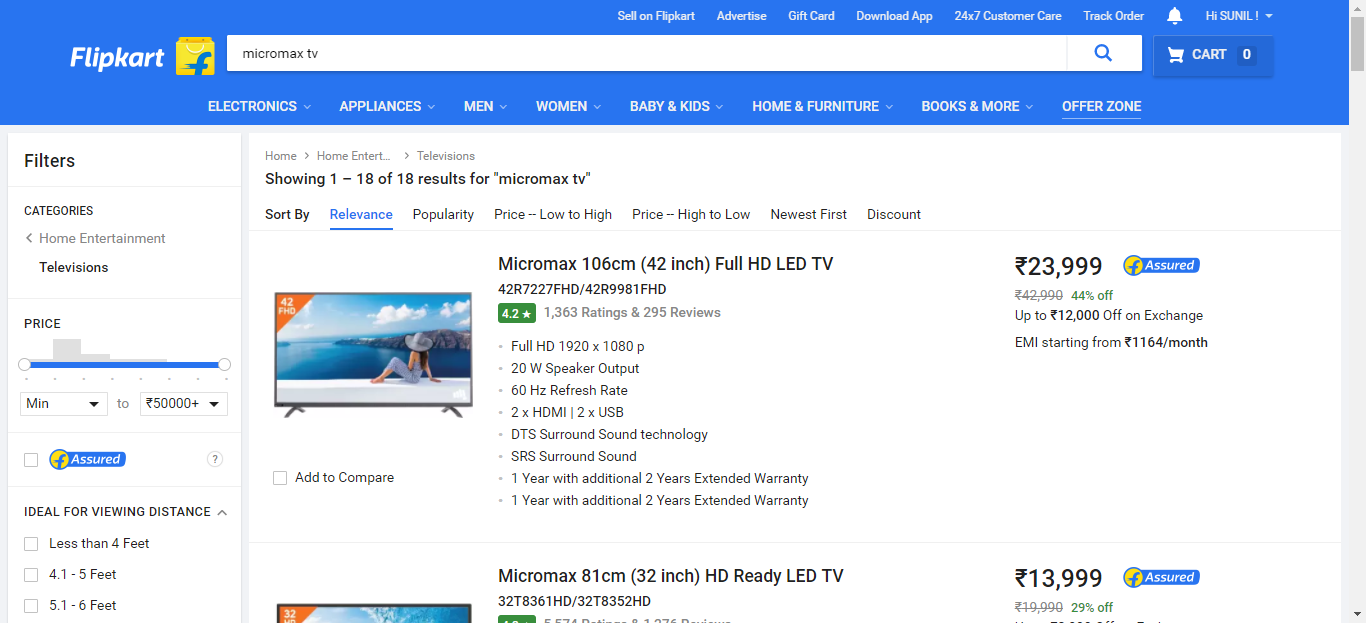 Sell on Flipkart Advertise Gift Card Download App 24x7 Customer Care Track Order Hi SUNIL !
Flipkart
micromax tv
CART 0
ELECTRONICS APPLIANCES MEN WOMEN BABY & KIDS HOME & FURNITURE BOOKS & MORE OFFER ZONE
Filters
CATEGORIES
Home Entertainment
Televisions
PRICE
Min to ₹50000+
Assured ?
IDEAL FOR VIEWING DISTANCE
Less than 4 Feet
4.1 - 5 Feet
5.1 - 6 Feet
Home > Home Entert... > Televisions
Showing 1 – 18 of 18 results for "micromax tv"
Sort By Relevance Popularity Price -- Low to High Price -- High to Low Newest First Discount
42
FHD
Add to Compare
Micromax 106cm (42 inch) Full HD LED TV
42R7227FHD/42R9981FHD
4.2 ★ 1,363 Ratings & 295 Reviews
Full HD 1920 x 1080 p
20 W Speaker Output
60 Hz Refresh Rate
2 x HDMI | 2 x USB
DTS Surround Sound technology
SRS Surround Sound
1 Year with additional 2 Years Extended Warranty
1 Year with additional 2 Years Extended Warranty
₹23,999 Assured
₹42,990 44% off
Up to ₹12,000 Off on Exchange
EMI starting from ₹1164/month
32
Micromax 81cm (32 inch) HD Ready LED TV
32T8361HD/32T8352HD
₹13,999 Assured
₹19,990 29% off